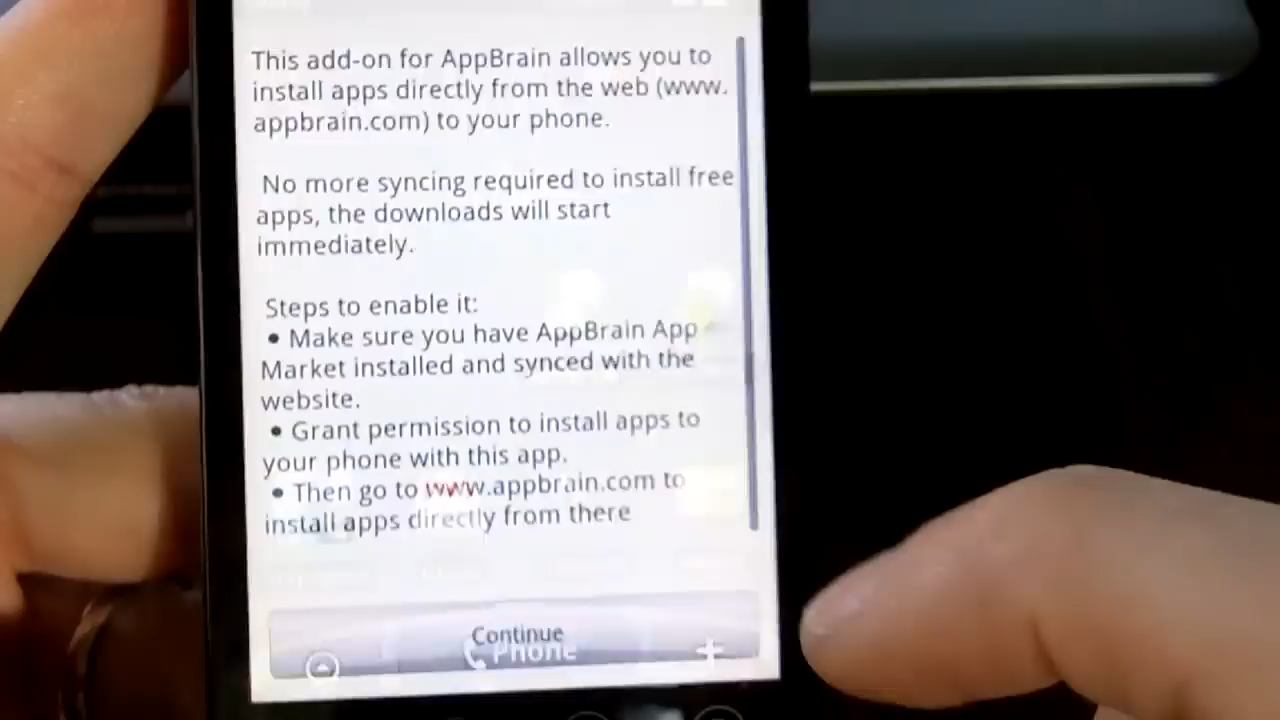 This add-on for AppBrain allows you to
install apps directly from the web (www.
appbrain.com) to your phone.
No more syncing required to install free
apps, the downloads will start
immediately.
Steps to enable it:
• Make sure you have AppBrain App
Market installed and synced with the
website.
• Grant permission to install apps to
your phone with this app.
• Then go to www.appbrain.com to
install apps directly from there
Continue
Phone